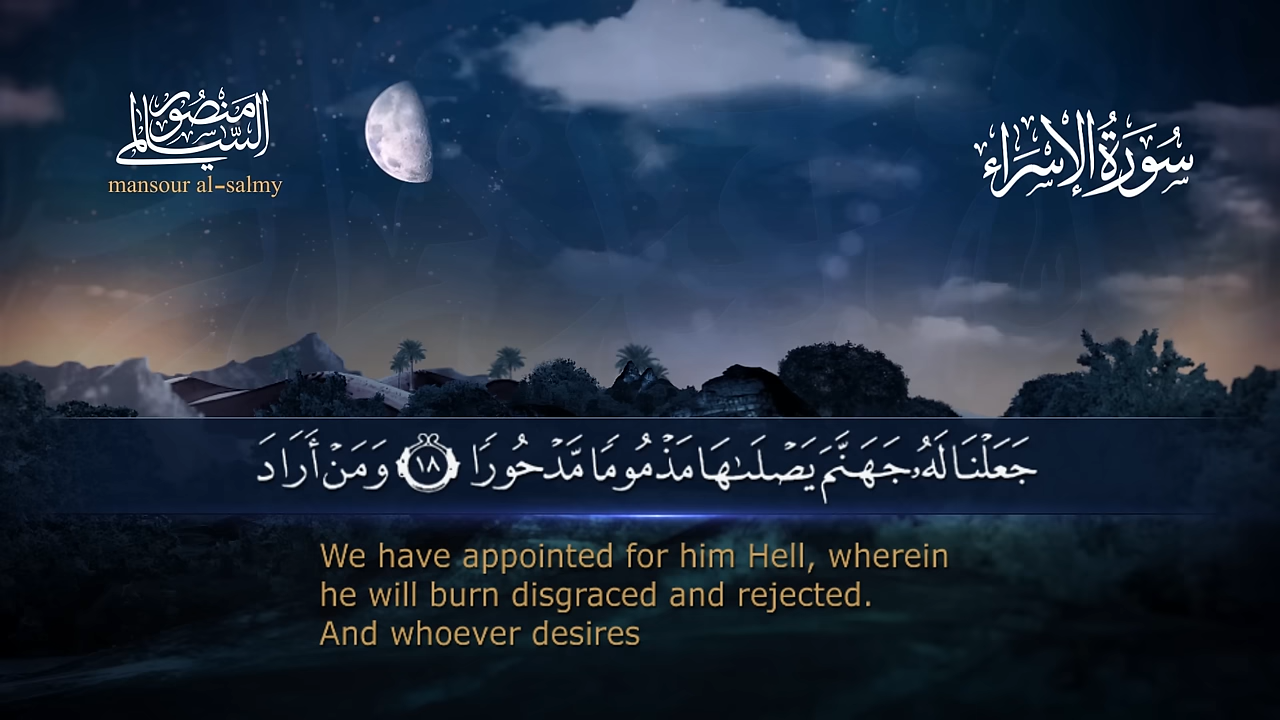 منصور السالمي
mansour al-salmy
سُورَةُ الإِسْرَاء
جَعَلْنَا لَهُۥ جَهَنَّمَ يَصْلَىٰهَا مَذْمُومًا مَّدْحُورًا ١٨ وَمَنْ أَرَادَ
We have appointed for him Hell, wherein
he will burn disgraced and rejected.
And whoever desires